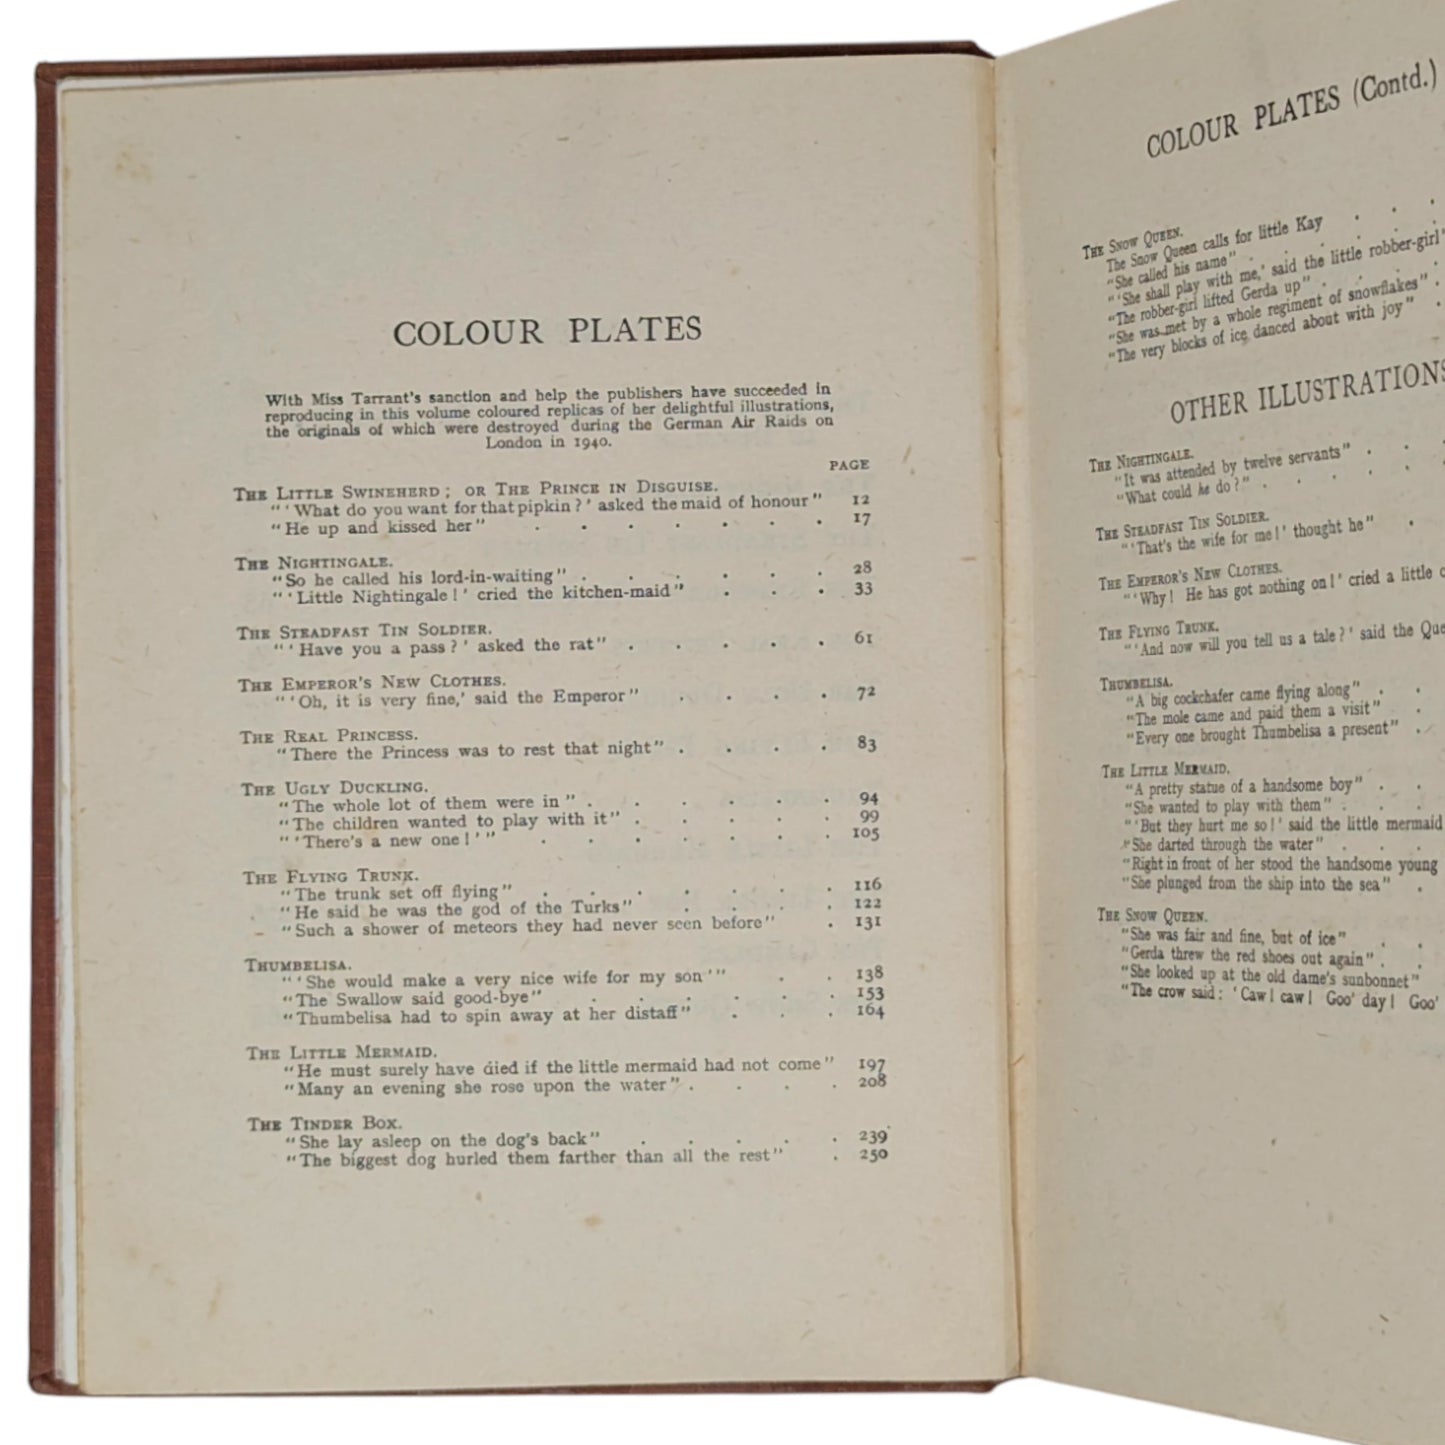 COLOUR PLATES
With Miss Tarrant's sanction and help the publishers have succeeded in
reproducing in this volume coloured replicas of her delightful illustrations,
the originals of which were destroyed during the German Air Raids on
London in 1940.
PAGE
THE LITTLE SWINEHERD; OR THE PRINCE IN DISGUISE.
"'What do you want for that pipkin?' asked the maid of honour" 12
"He up and kissed her" . . . . . . . 17
THE NIGHTINGALE.
"So he called his lord-in-waiting" . . . . . . 28
"'Little Nightingale!' cried the kitchen-maid" . . . 33
THE STEADFAST TIN SOLDIER.
"'Have you a pass?' asked the rat" . . . . . 61
THE EMPEROR'S NEW CLOTHES.
"'Oh, it is very fine,' said the Emperor" . . . . 72
THE REAL PRINCESS.
"There the Princess was to rest that night" . . . . 83
THE UGLY DUCKLING.
"The whole lot of them were in" . . . . . . 94
"The children wanted to play with it" . . . . . 99
"'There's a new one!'" . . . . . . . 105
THE FLYING TRUNK.
"The trunk set off flying" . . . . . . . 116
"He said he was the god of the Turks" . . . . 122
"Such a shower of meteors they had never seen before" . 131
THUMBELISA.
"'She would make a very nice wife for my son'" . . 138
"The Swallow said good-bye" . . . . . . 153
"Thumbelisa had to spin away at her distaff" . . . 164
THE LITTLE MERMAID.
"He must surely have died if the little mermaid had not come" 197
"Many an evening she rose upon the water" . . . . 208
THE TINDER BOX.
"She lay asleep on the dog's back" . . . . . 239
"The biggest dog hurled them farther than all the rest" . 250
COLOUR PLATES (Contd.)
THE SNOW QUEEN.
The Snow Queen calls for little Kay . . .
"She called his name" . . . . .
"'She shall play with me,' said the little robber-girl"
"The robber-girl lifted Gerda up" . . . .
"She was met by a whole regiment of snowflakes" .
"The very blocks of ice danced about with joy" .
OTHER ILLUSTRATIONS
THE NIGHTINGALE.
"It was attended by twelve servants" . . .
"What could he do?" . . . . . .
THE STEADFAST TIN SOLDIER.
"'That's the wife for me!' thought he" . .
THE EMPEROR'S NEW CLOTHES.
"'Why! He has got nothing on!' cried a little
THE FLYING TRUNK.
"'And now will you tell us a tale?' said the
THUMBELISA.
"A big cockchafer came flying along" . .
"The mole came and paid them a visit" .
"Every one brought Thumbelisa a present" .
THE LITTLE MERMAID.
"A pretty statue of a handsome boy" . .
"She wanted to play with them" . . .
"'But they hurt me so!' said the little mermaid
"She darted through the water" . . .
"Right in front of her stood the handsome young
"She plunged from the ship into the sea" .
THE SNOW QUEEN.
"She was fair and fine, but of ice" . .
"Gerda threw the red shoes out again" . .
"She looked up at the old dame's sunbonnet"
"The crow said: 'Caw! caw! Goo' day! Goo'